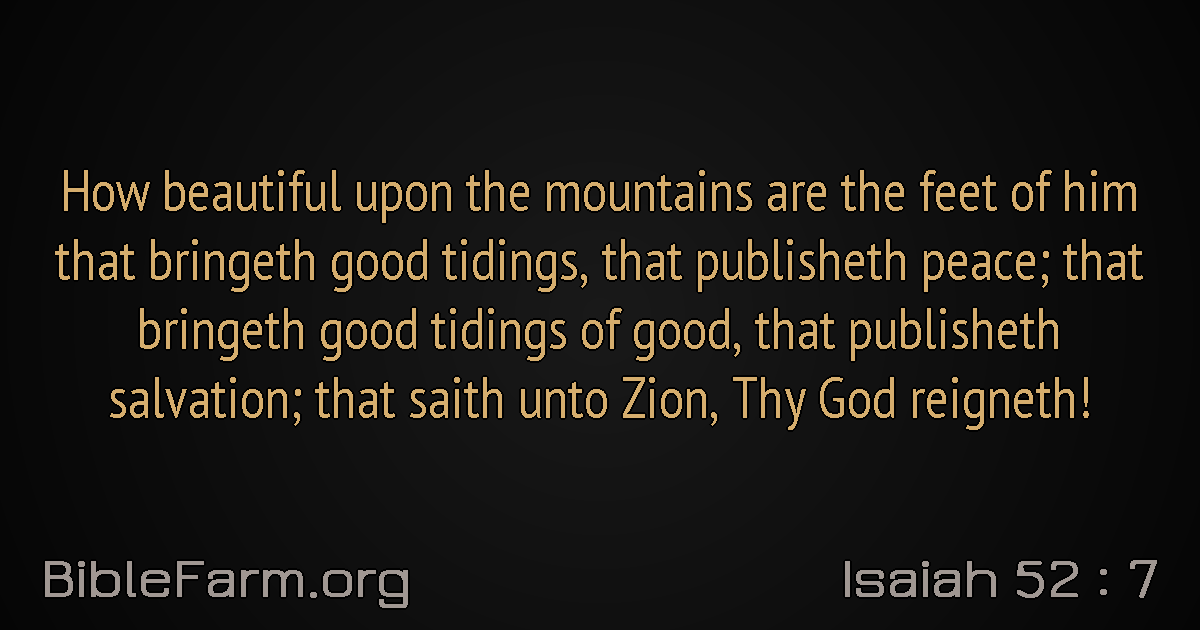 How beautiful upon the mountains are the feet of him
that bringeth good tidings, that publisheth peace; that
bringeth good tidings of good, that publisheth
salvation; that saith unto Zion, Thy God reigneth!
BibleFarm.org
Isaiah 52 : 7